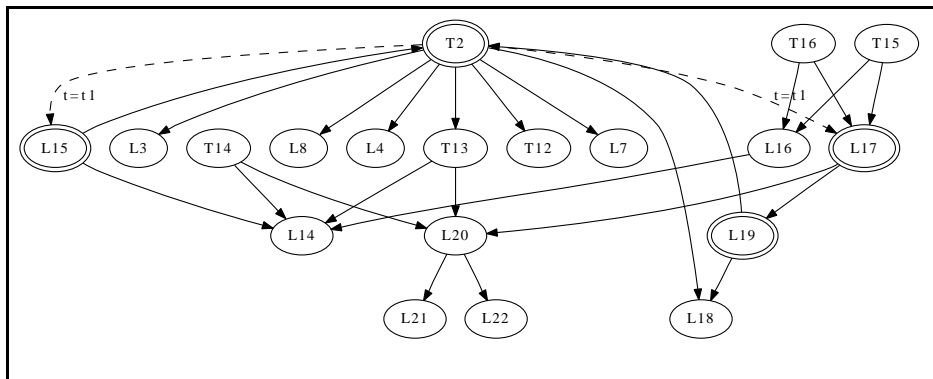 T2 T16 T15
t=t1 t=t1
L15 L3 T14 L8 L4 T13 T12 L7 L16 L17
L14 L20 L19
L21 L22 L18